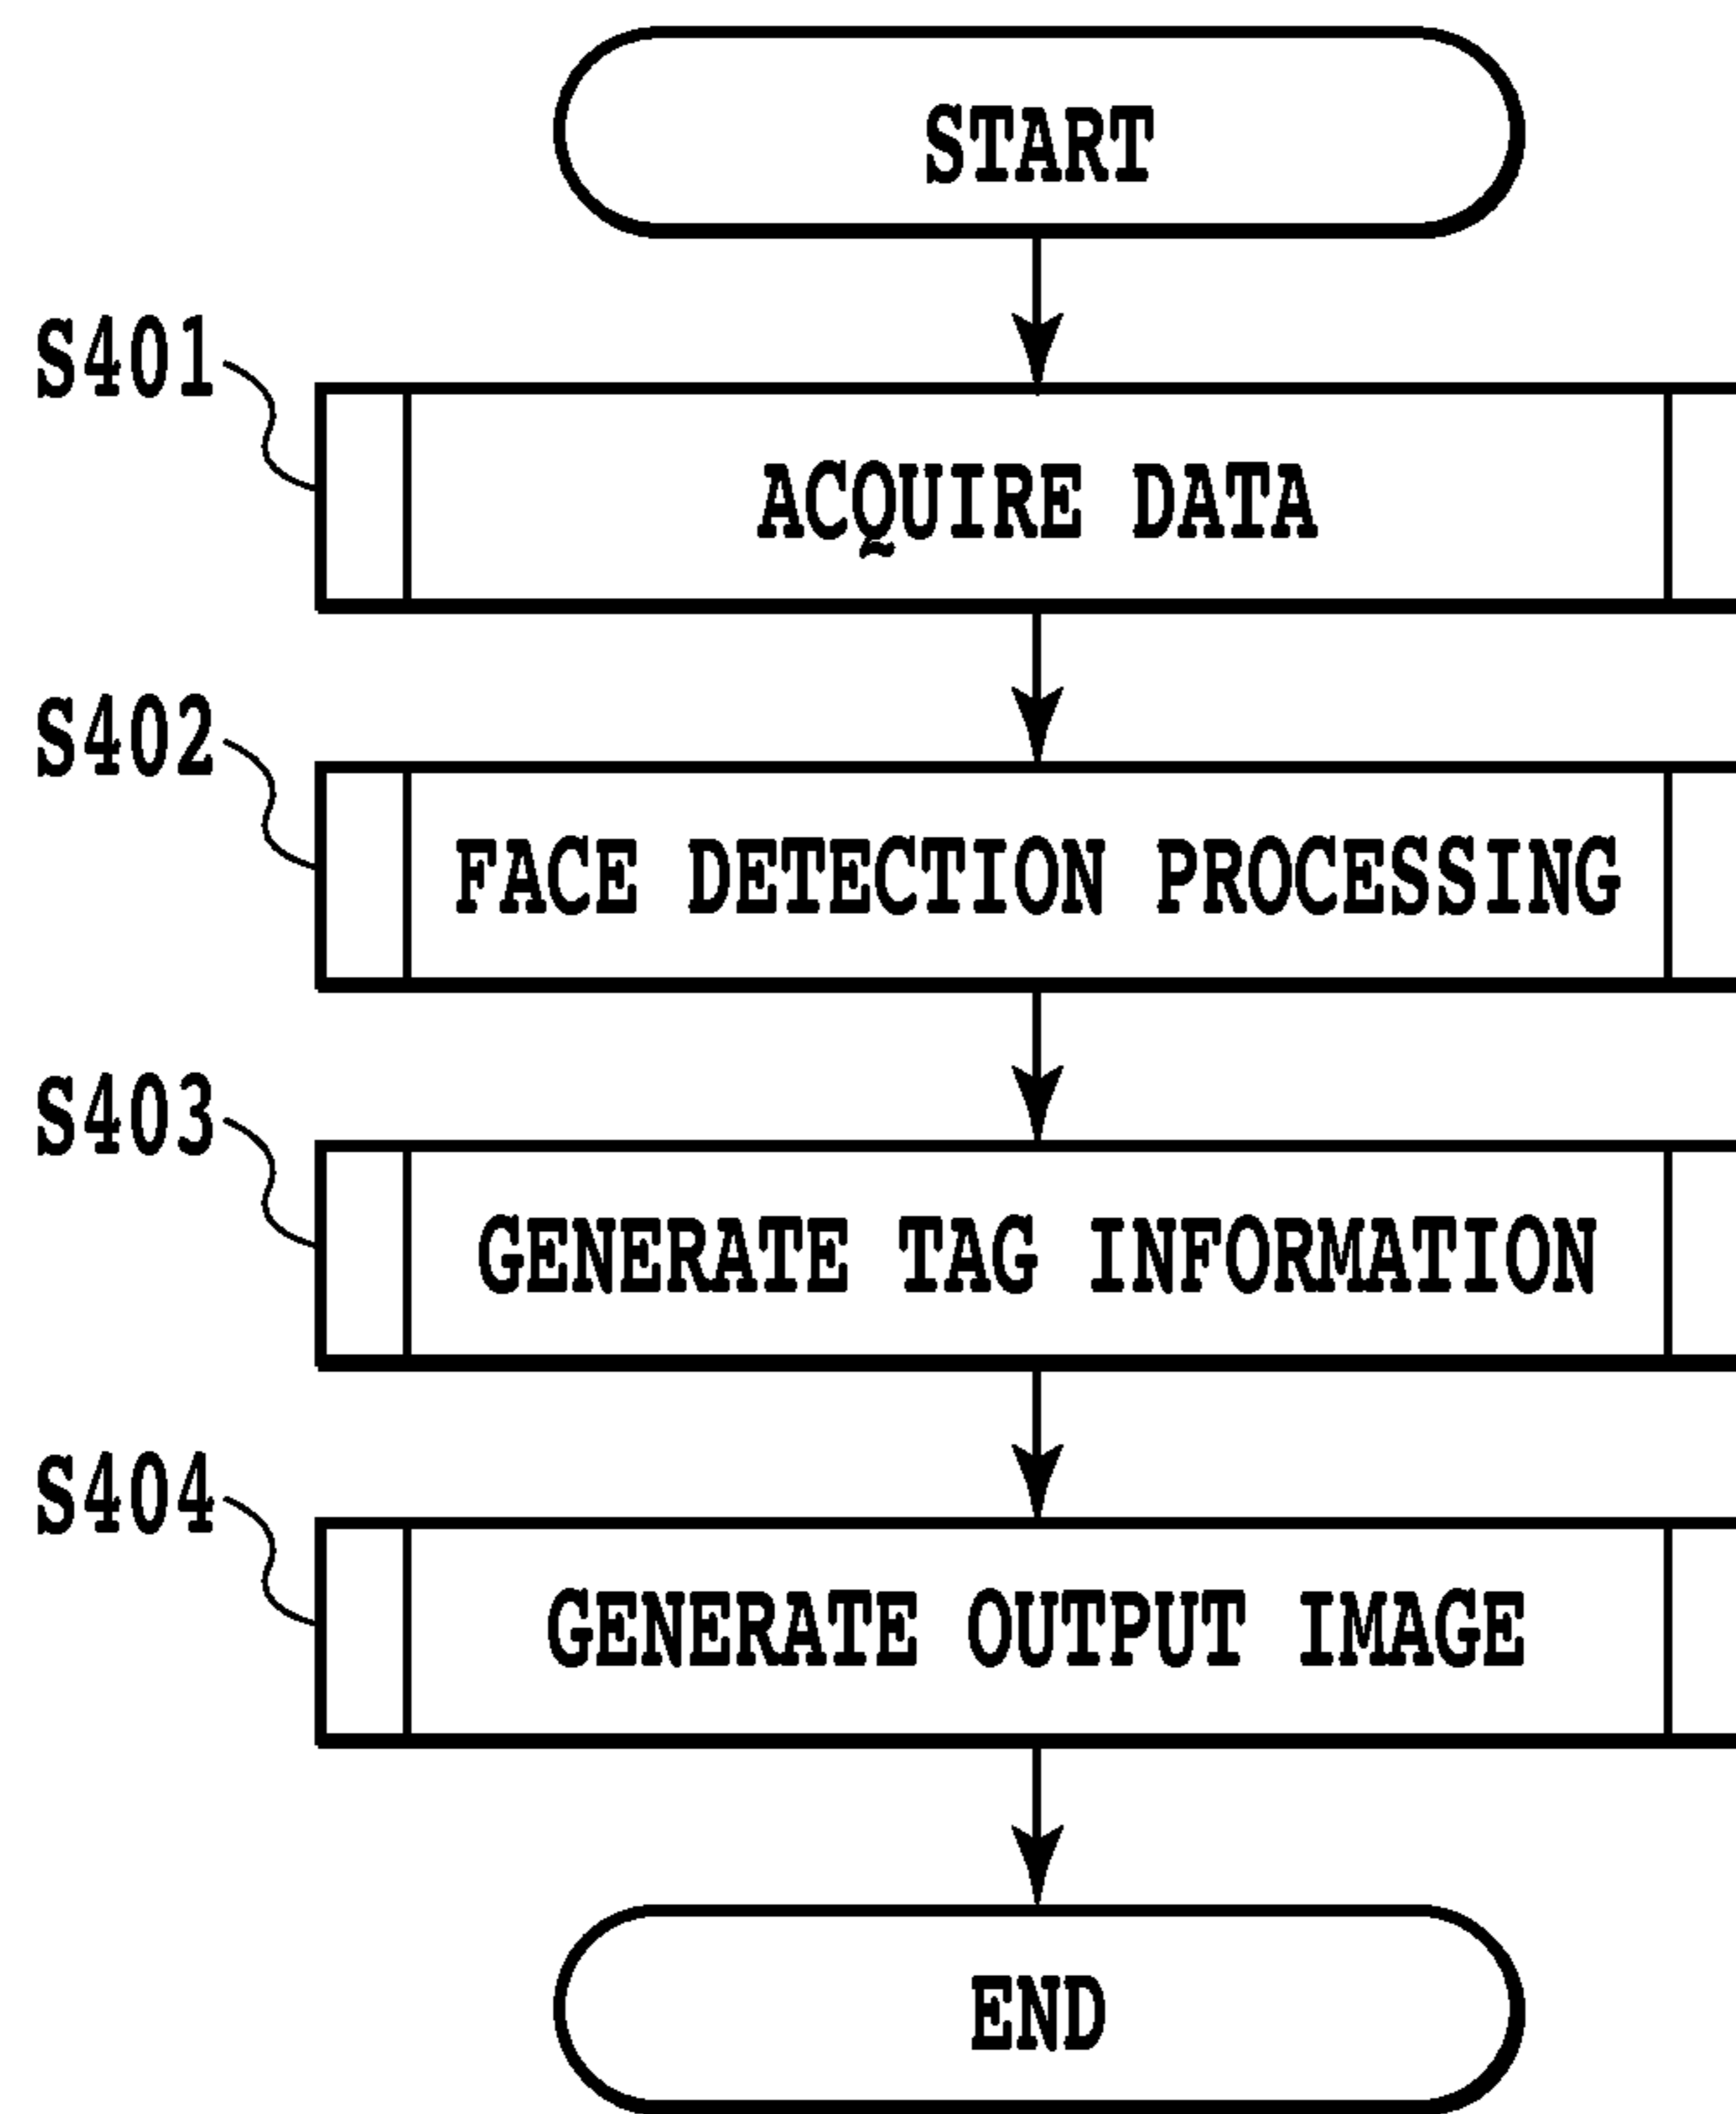 START
S401
ACQUIRE DATA
S402
FACE DETECTION PROCESSING
S403
GENERATE TAG INFORMATION
S404
GENERATE OUTPUT IMAGE
END